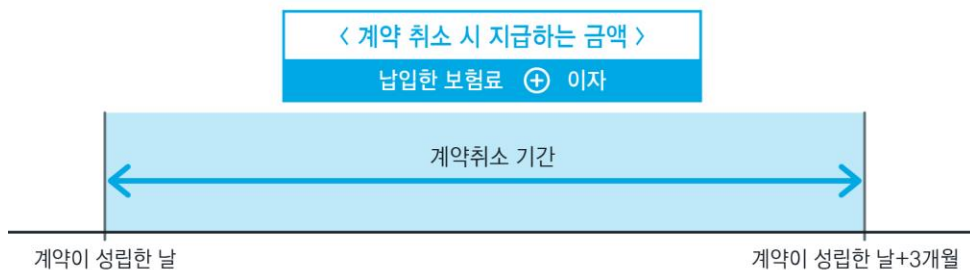 < 계약 취소 시 지급하는 금액 >
납입한 보험료 ⊕ 이자
계약취소 기간
계약이 성립한 날
계약이 성립한 날+3개월